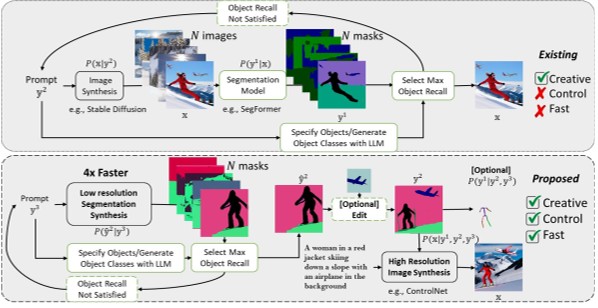 Object Recall
Not Satisfied
N images
N masks
P(x|y²)
P(y¹|x)
Prompt
y²
Image
Synthesis
Segmentation
Model
Select Max
Object Recall
e.g., Stable Diffusion
x
e.g., SegFormer
y¹
x
Specify Objects/Generate
Object Classes with LLM
Existing
Creative
Control
Fast
4x Faster
N masks
Prompt
y³
Low resolution
Segmentation
Synthesis
P(ŷ²|y³)
Specify Objects/Generate
Object Classes with LLM
Select Max
Object Recall
Object Recall
Not Satisfied
ŷ²
[Optional]
Edit
y²
[Optional]
P(y¹|y², y³)
P(x|y¹, y², y³)
A woman in a red
jacket skiing
down a slope with
an airplane in the
background
High Resolution
Image Synthesis
e.g., ControlNet
x
Proposed
Creative
Control
Fast